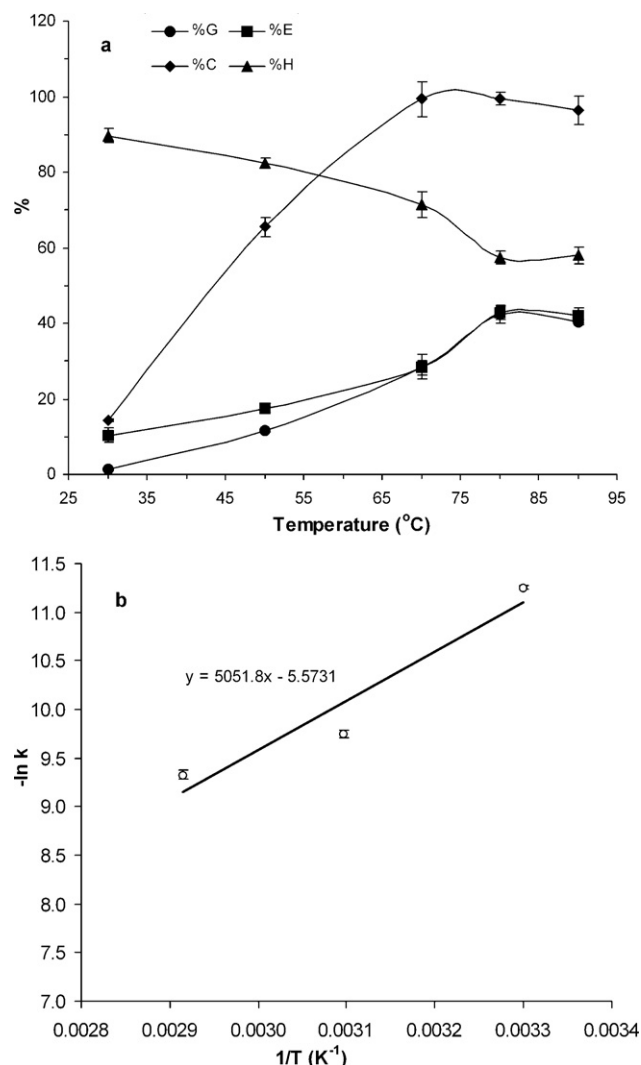 a
%G %E
%C %H
120
100
80
60
40
20
0
%
25 35 45 55 65 75 85 95
Temperature (°C)
b
11.5
11.0
10.5
10.0
9.5
9.0
8.5
8.0
7.5
7.0
-ln k
y = 5051.8x - 5.5731
0.0028 0.0029 0.0030 0.0031 0.0032 0.0033 0.0034
1/T (K⁻¹)